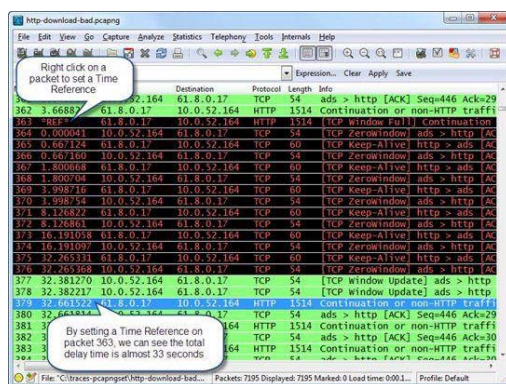 http-download-bad.pcapng
File Edit View Go Capture Analyze Statistics Telephony Tools Internals Help
Expression... Clear Apply Save
Right click on a packet to set a Time Reference
Destination Protocol Length Info
10.0.52.164 61.8.0.17 TCP 54 ads > http [ACK] Seq=446 Ack=29
362 3.6688 61.8.0.17 10.0.52.164 HTTP 1514 Continuation or non-HTTP traffi
363 *REF* 61.8.0.17 10.0.52.164 HTTP 1514 [TCP Window Full] Continuation
364 0.000041 10.0.52.164 61.8.0.17 TCP 54 [TCP ZeroWindow] ads > http [AC
365 0.667124 61.8.0.17 10.0.52.164 TCP 60 [TCP Keep-Alive] http > ads [AC
366 0.667160 10.0.52.164 61.8.0.17 TCP 54 [TCP ZeroWindow] ads > http [AC
367 1.800668 61.8.0.17 10.0.52.164 TCP 60 [TCP Keep-Alive] http > ads [AC
368 1.800704 10.0.52.164 61.8.0.17 TCP 54 [TCP ZeroWindow] ads > http [AC
369 3.998716 61.8.0.17 10.0.52.164 TCP 60 [TCP Keep-Alive] http > ads [AC
370 3.998754 10.0.52.164 61.8.0.17 TCP 54 [TCP ZeroWindow] ads > http [AC
371 8.126822 61.8.0.17 10.0.52.164 TCP 60 [TCP Keep-Alive] http > ads [AC
372 8.126861 10.0.52.164 61.8.0.17 TCP 54 [TCP ZeroWindow] ads > http [AC
373 16.191058 61.8.0.17 10.0.52.164 TCP 60 [TCP Keep-Alive] http > ads [AC
374 16.191097 10.0.52.164 61.8.0.17 TCP 54 [TCP ZeroWindow] ads > http [AC
375 32.265331 61.8.0.17 10.0.52.164 TCP 60 [TCP Keep-Alive] http > ads [AC
376 32.265368 10.0.52.164 61.8.0.17 TCP 54 [TCP ZeroWindow] ads > http [AC
377 32.381270 10.0.52.164 61.8.0.17 TCP 54 [TCP Window Update] ads > http
378 32.382217 10.0.52.164 61.8.0.17 TCP 54 [TCP Window Update] ads > http
379 32.661522 61.8.0.17 10.0.52.164 HTTP 1514 Continuation or non-HTTP traffi
380 32.661814 10.0.52.164 61.8.0.17 TCP 54 ads > http [ACK] Seq=446 Ack=29
381 10.0.52.164 HTTP 1514 Continuation or non-HTTP traffi
382 61.8.0.17 TCP 54 ads > http [ACK] Seq=446 Ack=30
383 10.0.52.164 HTTP 1514 Continuation or non-HTTP traffi
By setting a Time Reference on packet 363, we can see the total delay time is almost 33 seconds
File: "C:\traces-pcapngset\http-download-bad.... Packets: 7195 Displayed: 7195 Marked: 0 Load time: 0:00.1... Profile: Default